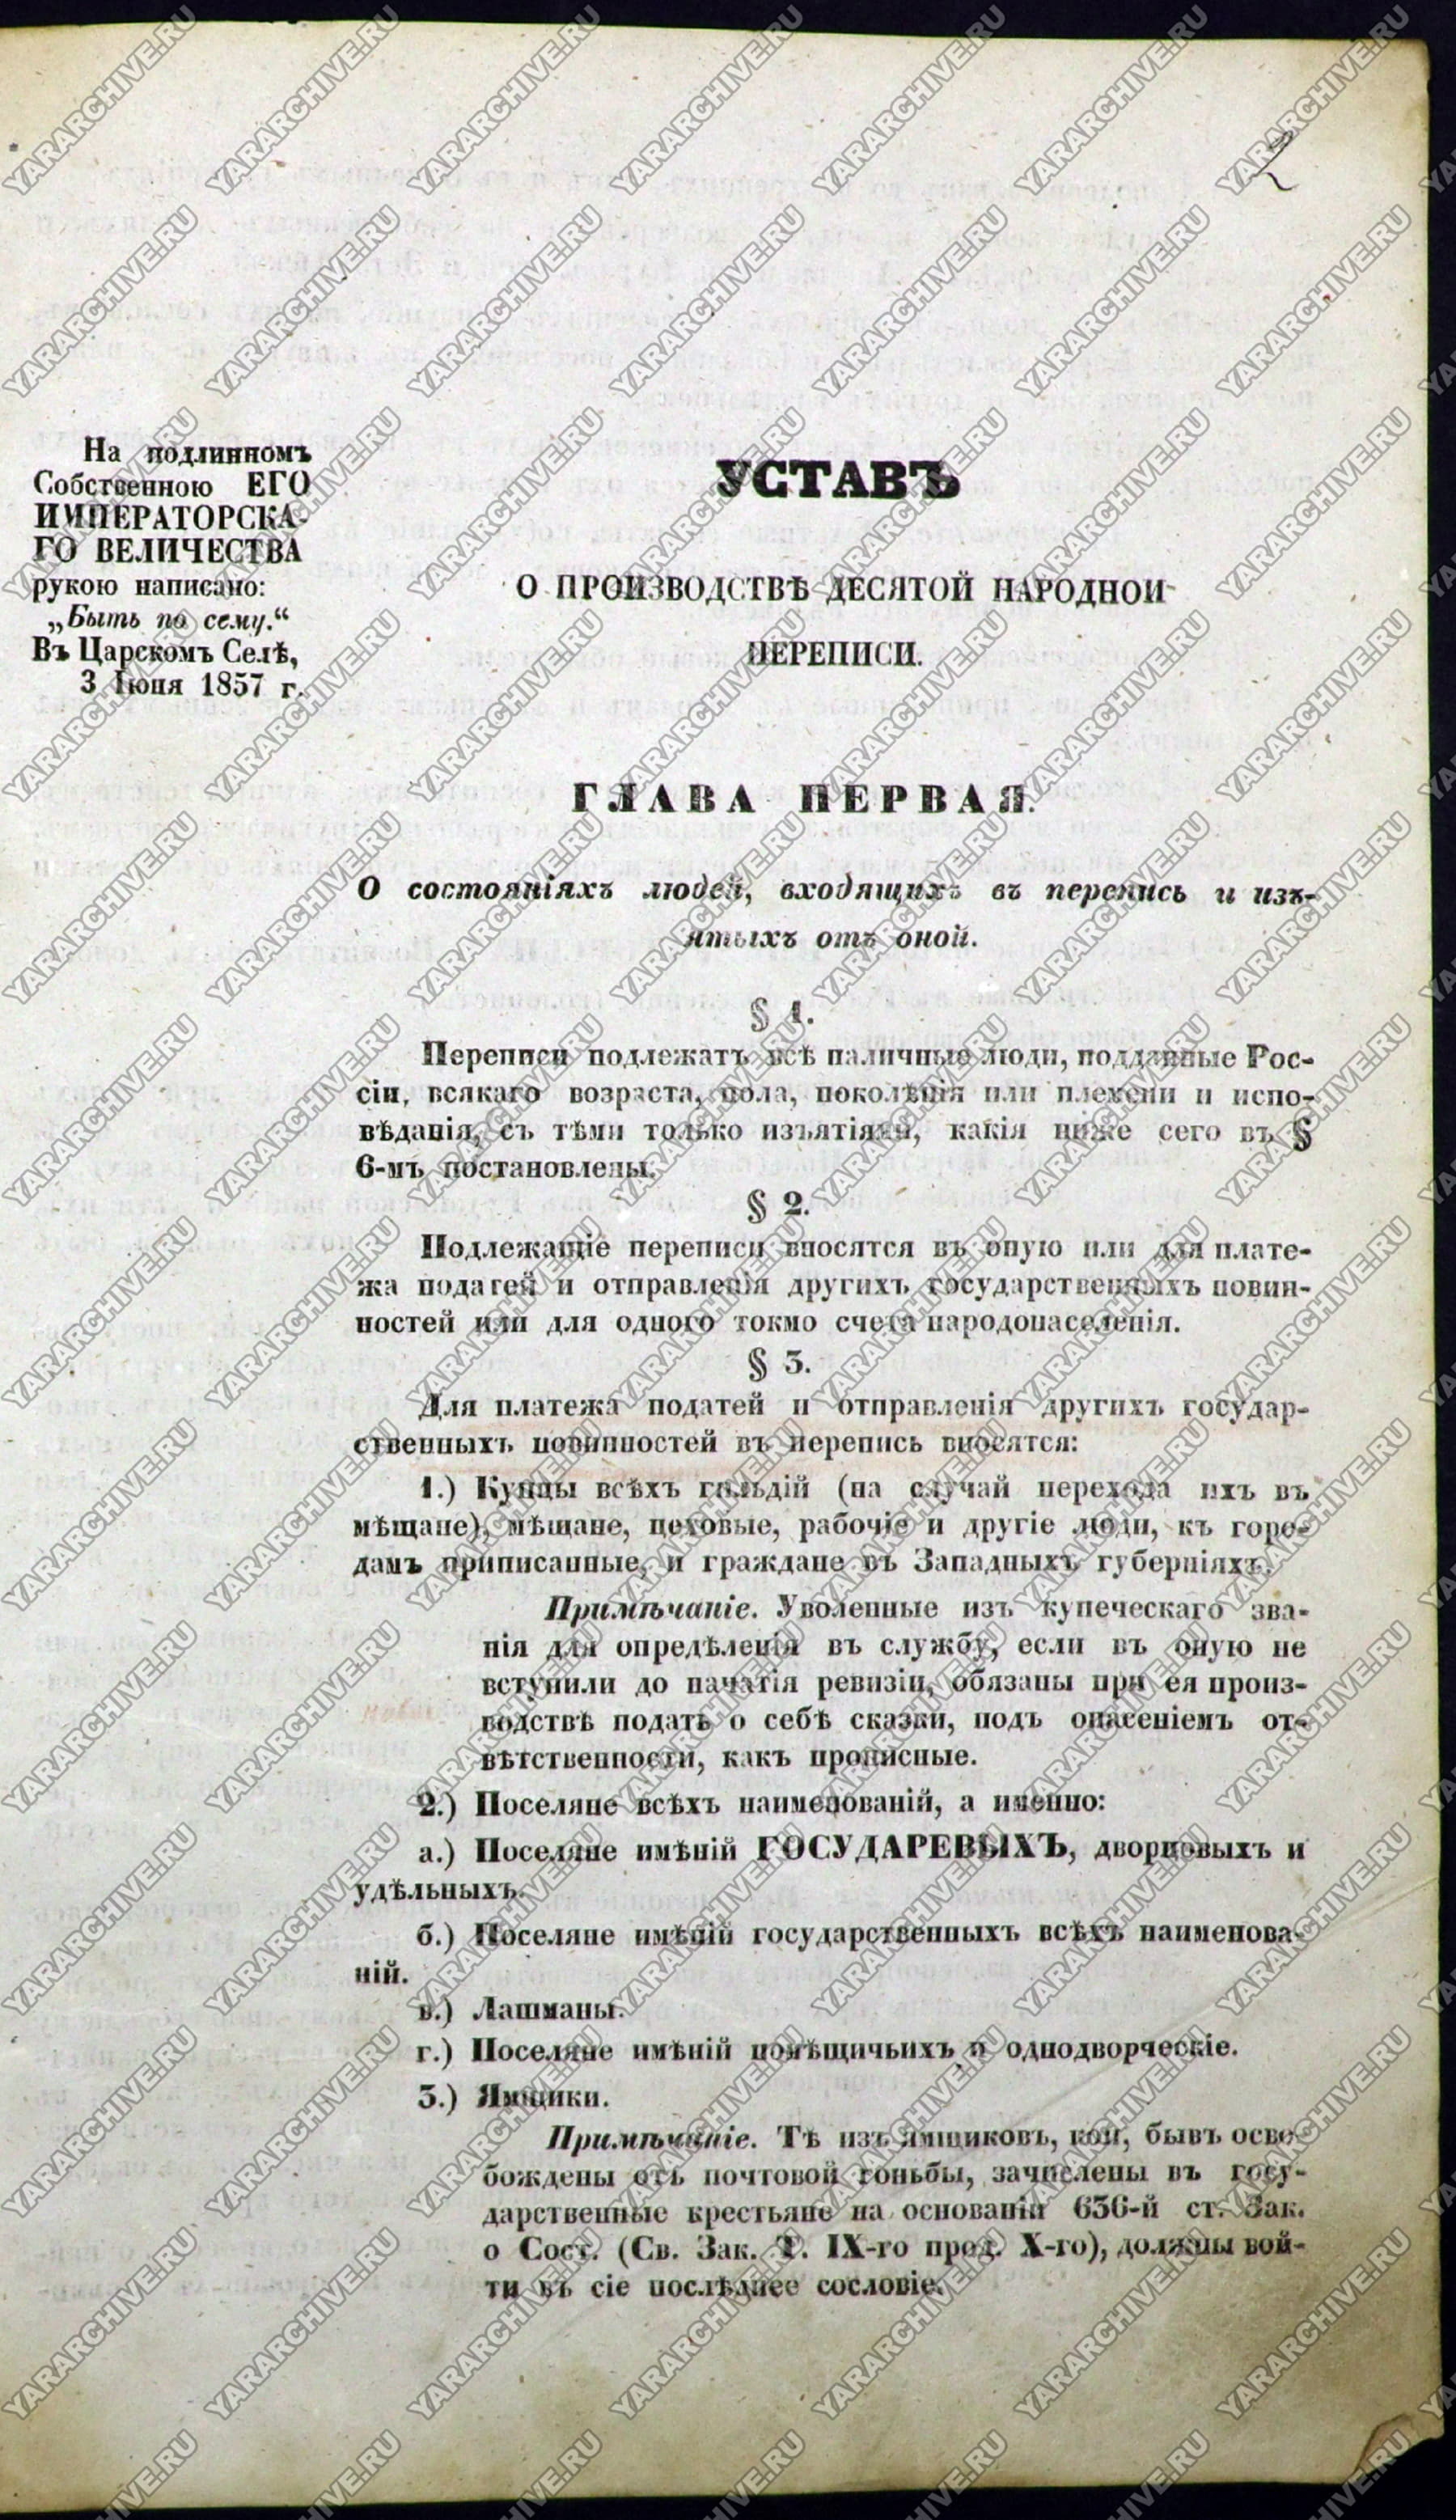 2
На подлинномъ
Собственною ЕГО
ИМПЕРАТОРСКА-
ГО ВЕЛИЧЕСТВА
рукою написано:
„Быть по сему.“
Въ Царскомъ Селѣ,
3 Іюня 1857 г.
УСТАВЪ
О ПРОИЗВОДСТВѢ ДЕСЯТОЙ НАРОДНОЙ
ПЕРЕПИСИ.
ГЛАВА ПЕРВАЯ.
О состояніяхъ людей, входящихъ въ перепись и изъ-
ятыхъ отъ оной.
§ 1.
Переписи подлежатъ всѣ наличные люди, подданные Рос-
сіи, всякаго возраста, пола, поколѣнія или племени и испо-
вѣданія, съ тѣми только изъятіями, какія ниже сего въ §
6-мъ постановлены.
§ 2.
Подлежащіе переписи вносятся въ оную или для плате-
жа податей и отправленія другихъ государственныхъ повин-
ностей или для одного токмо счета народонаселенія.
§ 3.
Для платежа податей и отправленія другихъ государ-
ственныхъ повинностей въ перепись вносятся:
1.) Купцы всѣхъ гильдій (на случай перехода ихъ въ
мѣщане), мѣщане, цеховые, рабочіе и другіе люди, къ горо-
дамъ приписанные, и граждане въ Западныхъ губерніяхъ.
Примѣчаніе. Уволенные изъ купеческаго зва-
нія для опредѣленія въ службу, если въ оную не
вступили до начатія ревизіи, обязаны при ея произ-
водствѣ подать о себѣ сказки, подъ опасеніемъ от-
вѣтственности, какъ прописные.
2.) Поселяне всѣхъ наименованій, а именно:
а.) Поселяне имѣній ГОСУДАРЕВЫХЪ, дворцовыхъ и
удѣльныхъ.
б.) Поселяне имѣній государственныхъ всѣхъ наименова-
ній.
в.) Лашманы.
г.) Поселяне имѣній помѣщичьихъ и однодворческіе.
3.) Ямщики.
Примѣчаніе. Тѣ изъ ямщиковъ, кои, бывъ осво-
бождены отъ почтовой гоньбы, зачислены въ госу-
дарственные крестьяне на основаніи 636-й ст. Зак.
о Сост. (Св. Зак. Т. IX-го прод. X-го), должны вой-
ти въ сіе послѣднее сословіе.
YARARCHIVE.RU